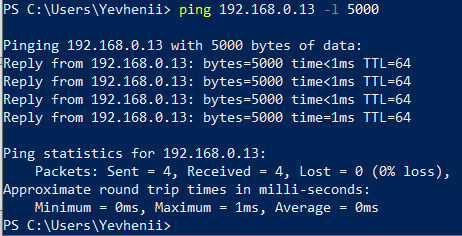 PS C:\Users\Yevhenii> ping 192.168.0.13 -l 5000
Pinging 192.168.0.13 with 5000 bytes of data:
Reply from 192.168.0.13: bytes=5000 time<1ms TTL=64
Reply from 192.168.0.13: bytes=5000 time<1ms TTL=64
Reply from 192.168.0.13: bytes=5000 time<1ms TTL=64
Reply from 192.168.0.13: bytes=5000 time=1ms TTL=64
Ping statistics for 192.168.0.13:
Packets: Sent = 4, Received = 4, Lost = 0 (0% loss),
Approximate round trip times in milli-seconds:
Minimum = 0ms, Maximum = 1ms, Average = 0ms
PS C:\Users\Yevhenii>